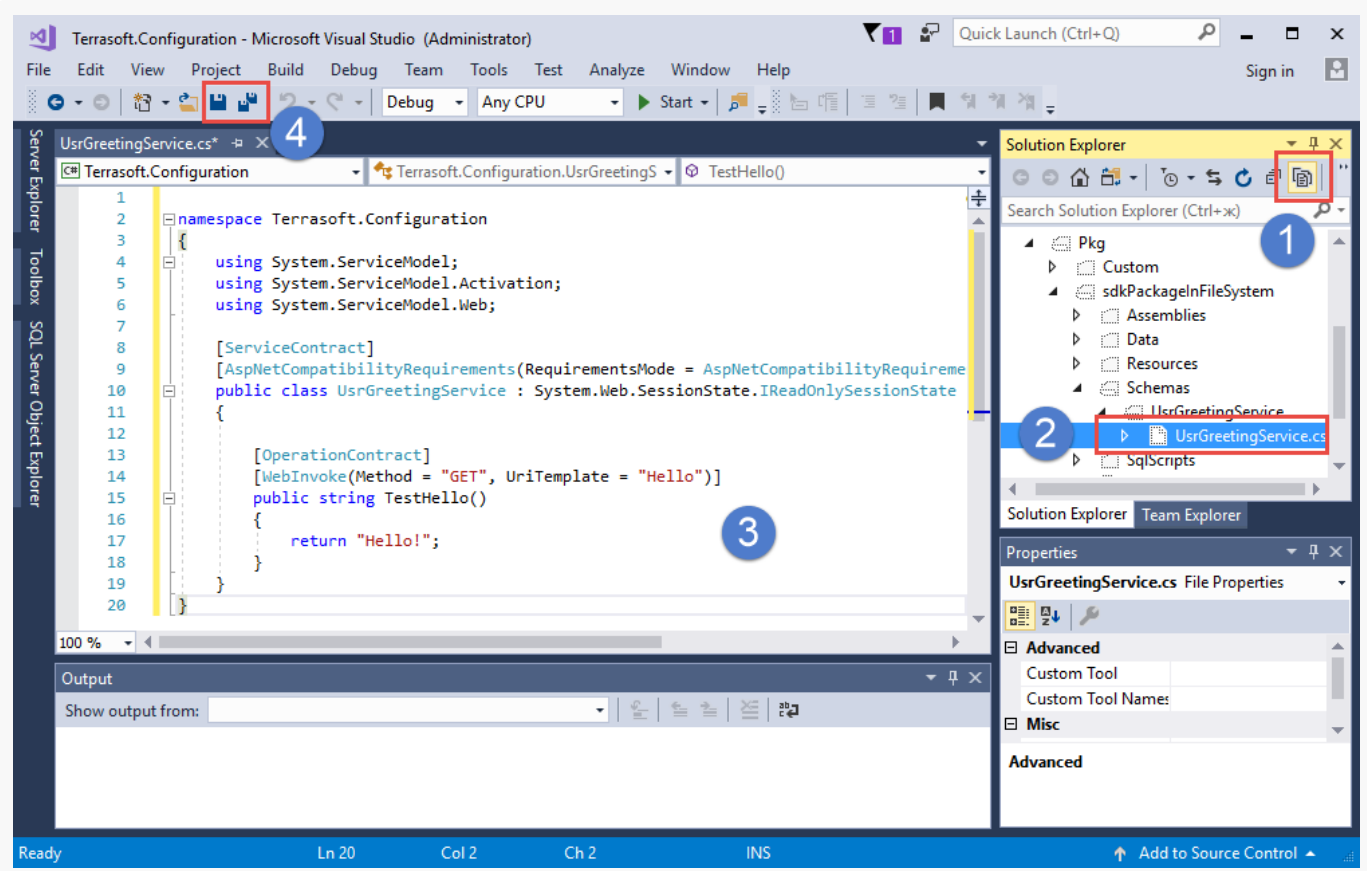 Terrasoft.Configuration - Microsoft Visual Studio (Administrator)
1
Quick Launch (Ctrl+Q)
File Edit View Project Build Debug Team Tools Test Analyze Window Help
Sign in
Debug
Any CPU
Start
4
Server Explorer
Toolbox
SQL Server Object Explorer
UsrGreetingService.cs*
C# Terrasoft.Configuration
Terrasoft.Configuration.UsrGreetingS
TestHello()
1
2 namespace Terrasoft.Configuration
3 {
4 using System.ServiceModel;
5 using System.ServiceModel.Activation;
6 using System.ServiceModel.Web;
7
8 [ServiceContract]
9 [AspNetCompatibilityRequirements(RequirementsMode = AspNetCompatibilityRequireme
10 public class UsrGreetingService : System.Web.SessionState.IReadOnlySessionState
11 {
12
13 [OperationContract]
14 [WebInvoke(Method = "GET", UriTemplate = "Hello")]
15 public string TestHello()
16 {
17 return "Hello!";
18 }
19 }
20 }
3
100 %
Output
Show output from:
Solution Explorer
Search Solution Explorer (Ctrl+ж)
1
Pkg
Custom
sdkPackageInFileSystem
Assemblies
Data
Resources
Schemas
UsrGreetingService
2
UsrGreetingService.cs
SqlScripts
Solution Explorer Team Explorer
Properties
UsrGreetingService.cs File Properties
Advanced
Custom Tool
Custom Tool Names
Misc
Advanced
Ready
Ln 20
Col 2
Ch 2
INS
Add to Source Control